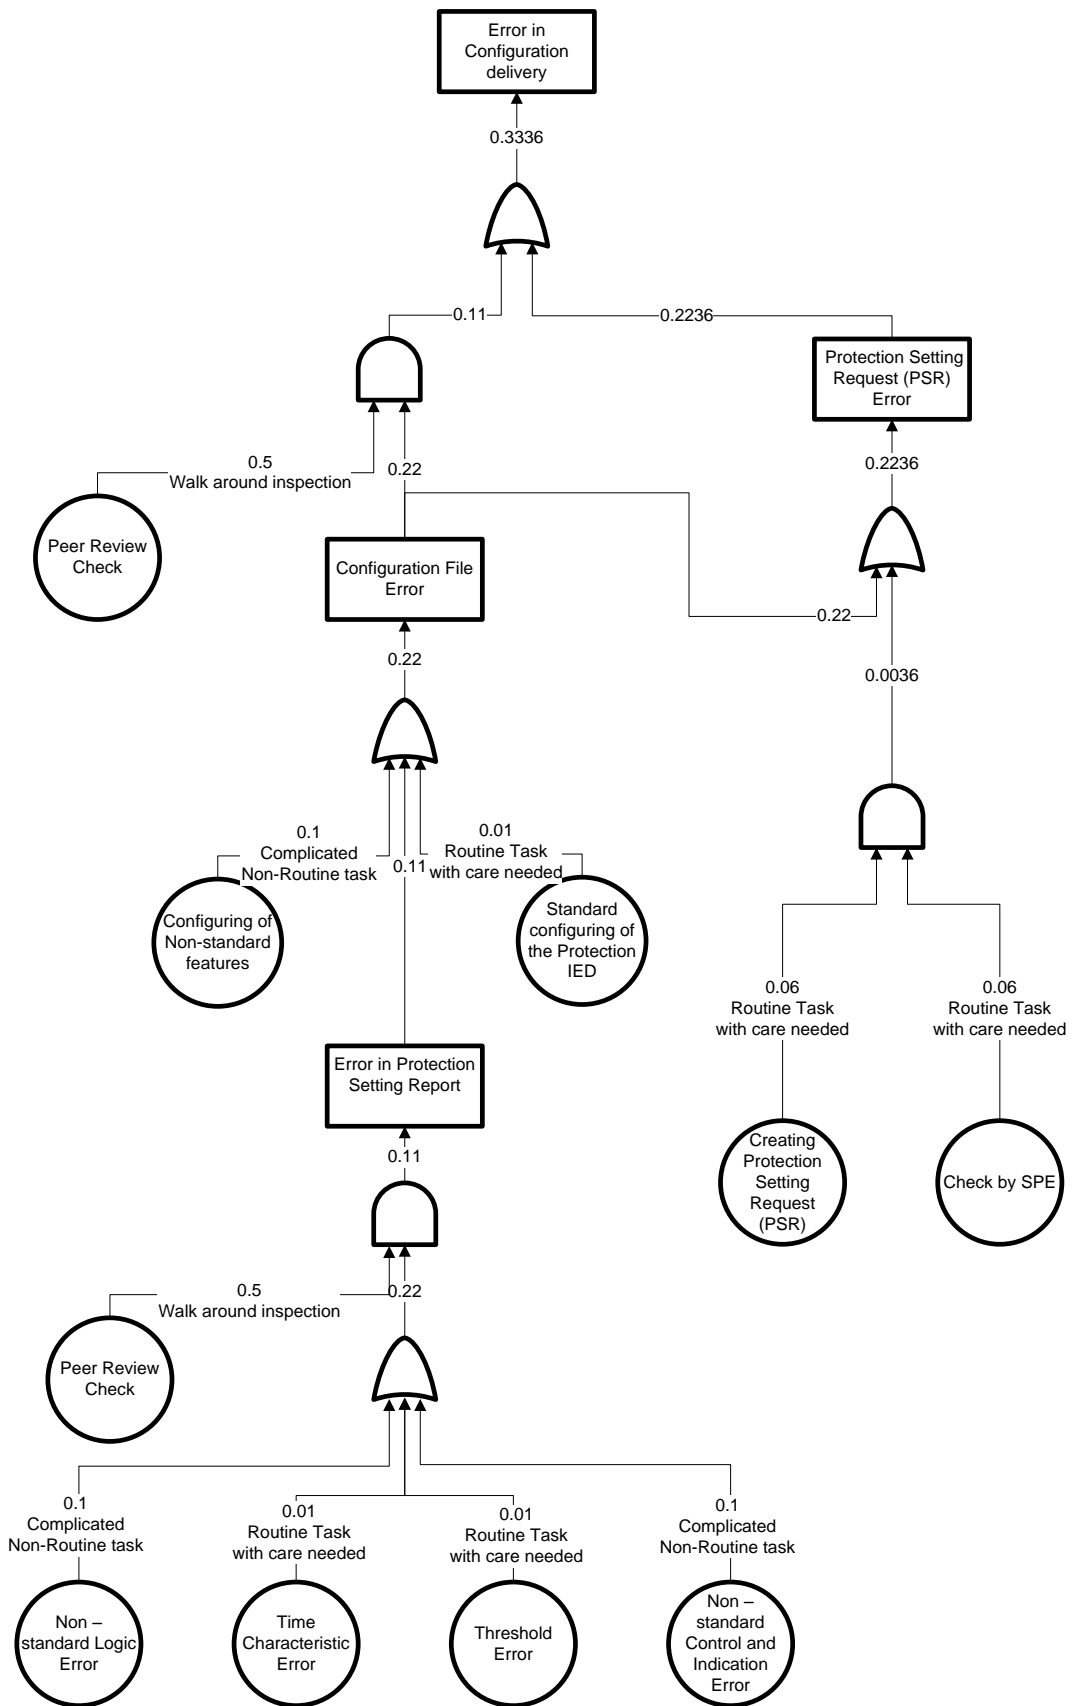 Error in
Configuration
delivery
0.3336
0.11
0.2236
Protection Setting
Request (PSR)
Error
0.2236
0.5
Walk around inspection
0.22
Peer Review
Check
Configuration File
Error
0.22
0.22
0.0036
0.1
Complicated
Non-Routine task
0.11
0.01
Routine Task
with care needed
Configuring of
Non-standard
features
Standard
configuring of
the Protection
IED
0.06
Routine Task
with care needed
0.06
Routine Task
with care needed
Error in Protection
Setting Report
0.11
Creating
Protection
Setting
Request
(PSR)
Check by SPE
0.5
Walk around inspection
0.22
Peer Review
Check
0.1
Complicated
Non-Routine task
0.01
Routine Task
with care needed
0.01
Routine Task
with care needed
0.1
Complicated
Non-Routine task
Non –
standard Logic
Error
Time
Characteristic
Error
Threshold
Error
Non –
standard
Control and
Indication
Error